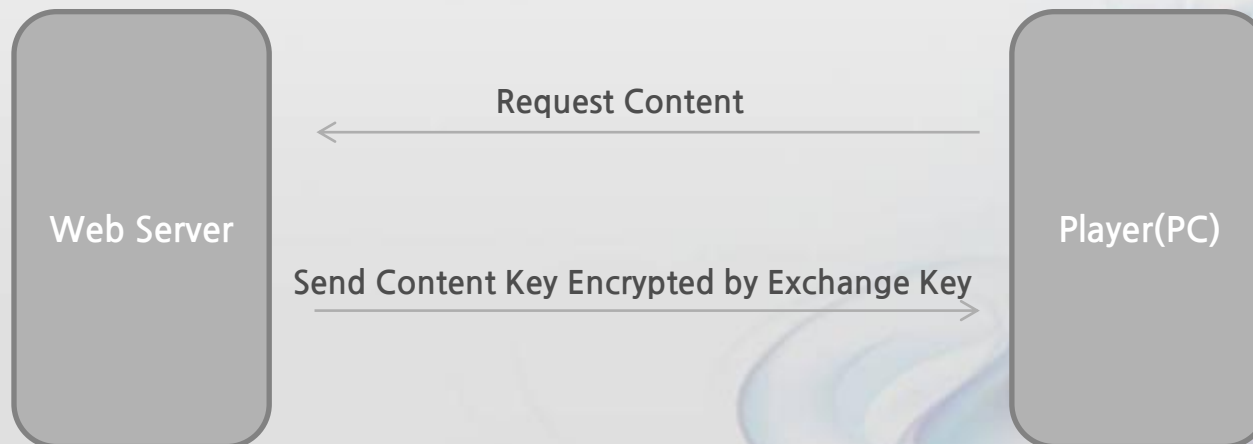 Request Content
Web Server
Player(PC)
Send Content Key Encrypted by Exchange Key